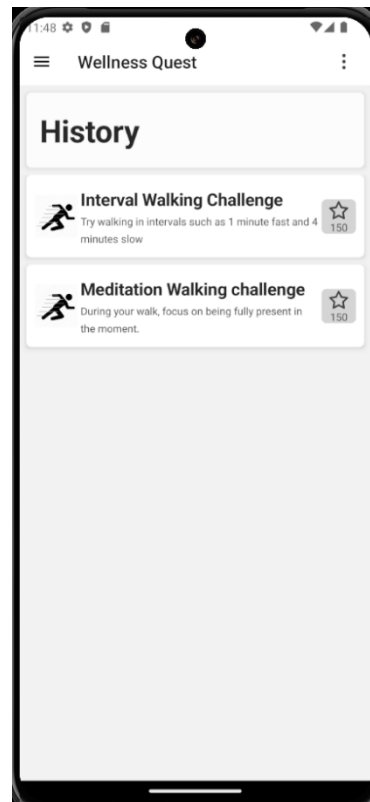 11:48
Wellness Quest
History
Interval Walking Challenge
Try walking in intervals such as 1 minute fast and 4
minutes slow
150
Meditation Walking challenge
During your walk, focus on being fully present in
the moment.
150